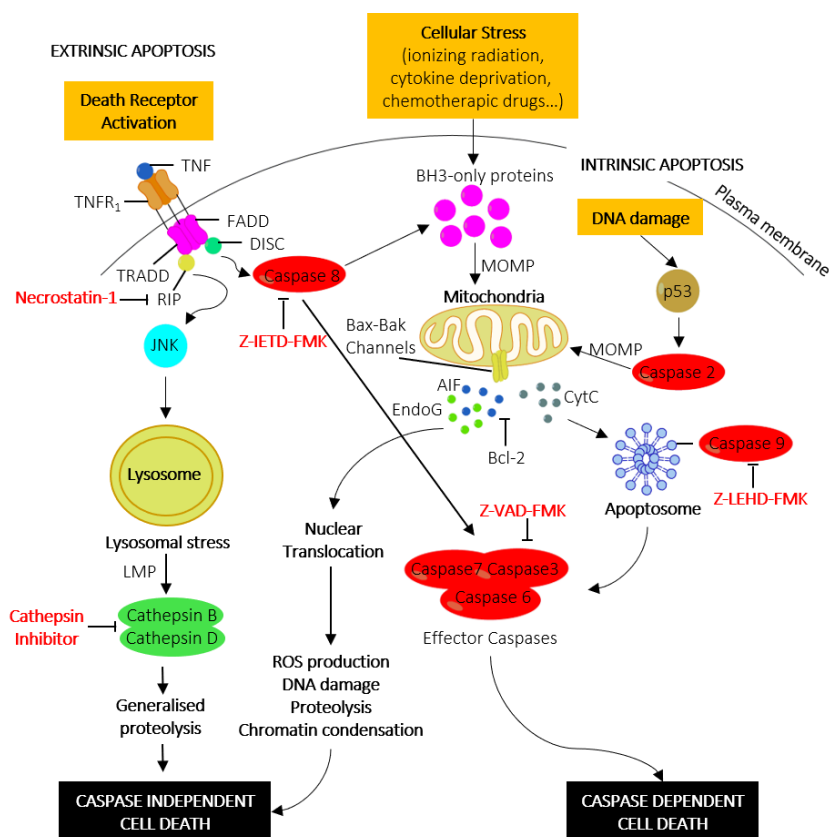 Cellular Stress
(ionizing radiation,
cytokine deprivation,
chemotherapic drugs...)
EXTRINSIC APOPTOSIS
Death Receptor
Activation
TNF
TNFR1
FADD
DISC
TRADD
RIP
Necrostatin-1
Caspase 8
Z-IETD-FMK
BH3-only proteins
MOMP
Mitochondria
INTRINSIC APOPTOSIS
Plasma membrane
DNA damage
p53
MOMP
Caspase 2
JNK
Bax-Bak
Channels
AIF
EndoG
CytC
Bcl-2
Caspase 9
Z-LEHD-FMK
Apoptosome
Lysosome
Lysosomal stress
LMP
Cathepsin
Inhibitor
Cathepsin B
Cathepsin D
Generalised
proteolysis
Nuclear
Translocation
ROS production
DNA damage
Proteolysis
Chromatin condensation
Z-VAD-FMK
Caspase7
Caspase3
Caspase 6
Effector Caspases
CASPASE INDEPENDENT
CELL DEATH
CASPASE DEPENDENT
CELL DEATH